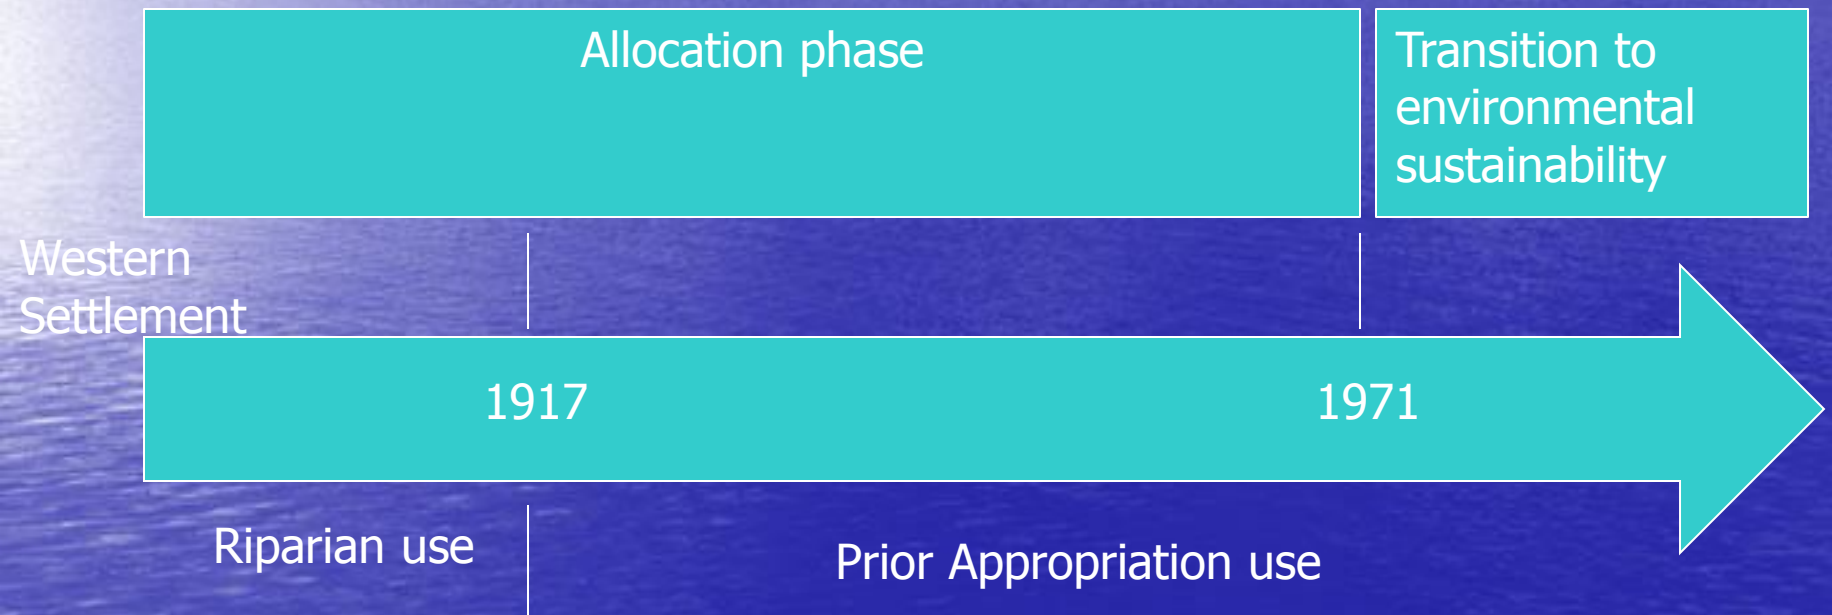 Allocation phase
Transition to
environmental
sustainability
Western
Settlement
1917
1971
Riparian use
Prior Appropriation use